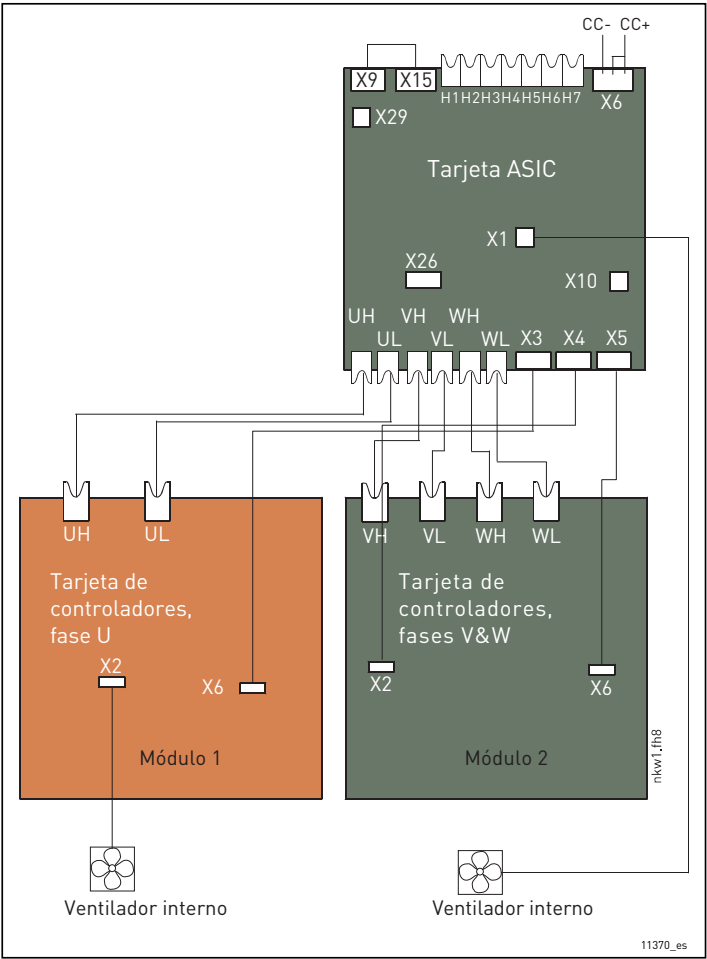 CC- CC+
X9 X15
H1H2H3H4H5H6H7
X6
X29
Tarjeta ASIC
X1
X26
X10
UH VH WH
UL VL WL X3 X4 X5
UH UL
VH VL WH WL
Tarjeta de
controladores,
fase U
Tarjeta de
controladores,
fases V&W
X2
X6
X2
X6
Módulo 1
Módulo 2
nkw1.fh8
Ventilador interno
Ventilador interno
11370_es